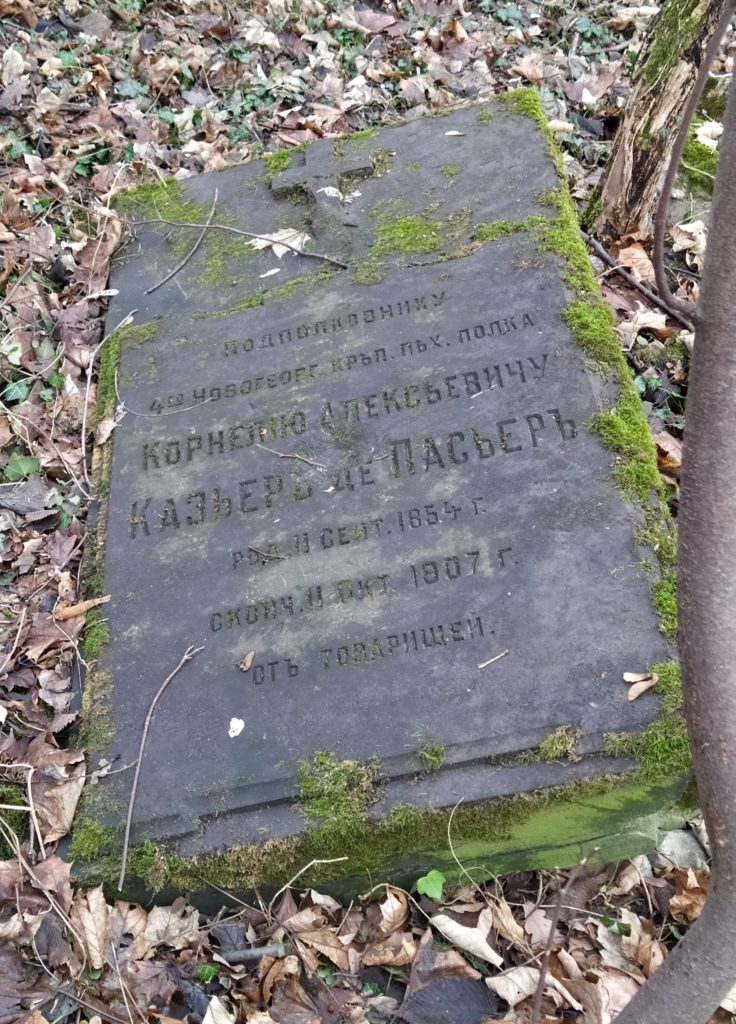 ПОДПОЛКОВНИКУ
4ГО НОВОГЕОРГ. КРѢП. ПѢХ. ПОЛКА
КОРНЕЛІЮ АЛЕКСѢЕВИЧУ
КАЗЬЕРЪ ДЕ ПАСЬЕРЪ
РОД. 11 СЕНТ. 1854 Г.
СКОНЧ. 11 ОКТ. 1907 Г.
ОТЪ ТОВАРИЩЕЙ.